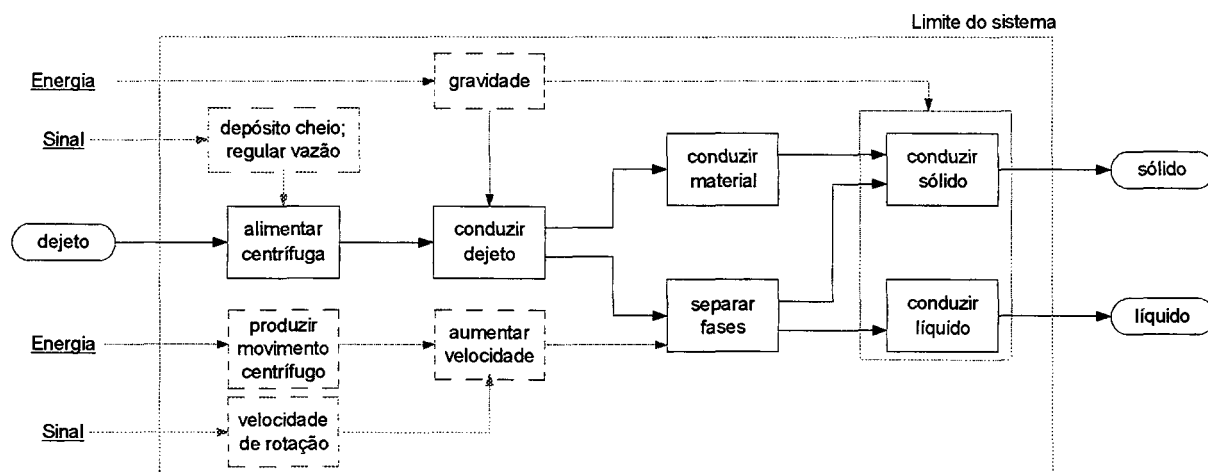 Limite do sistema
Energia
gravidade
Sinal
depósito cheio;
regular vazão
conduzir
material
conduzir
sólido
sólido
dejeto
alimentar
centrífuga
conduzir
dejeto
separar
fases
conduzir
líquido
líquido
Energia
produzir
movimento
centrífugo
aumentar
velocidade
Sinal
velocidade
de rotação